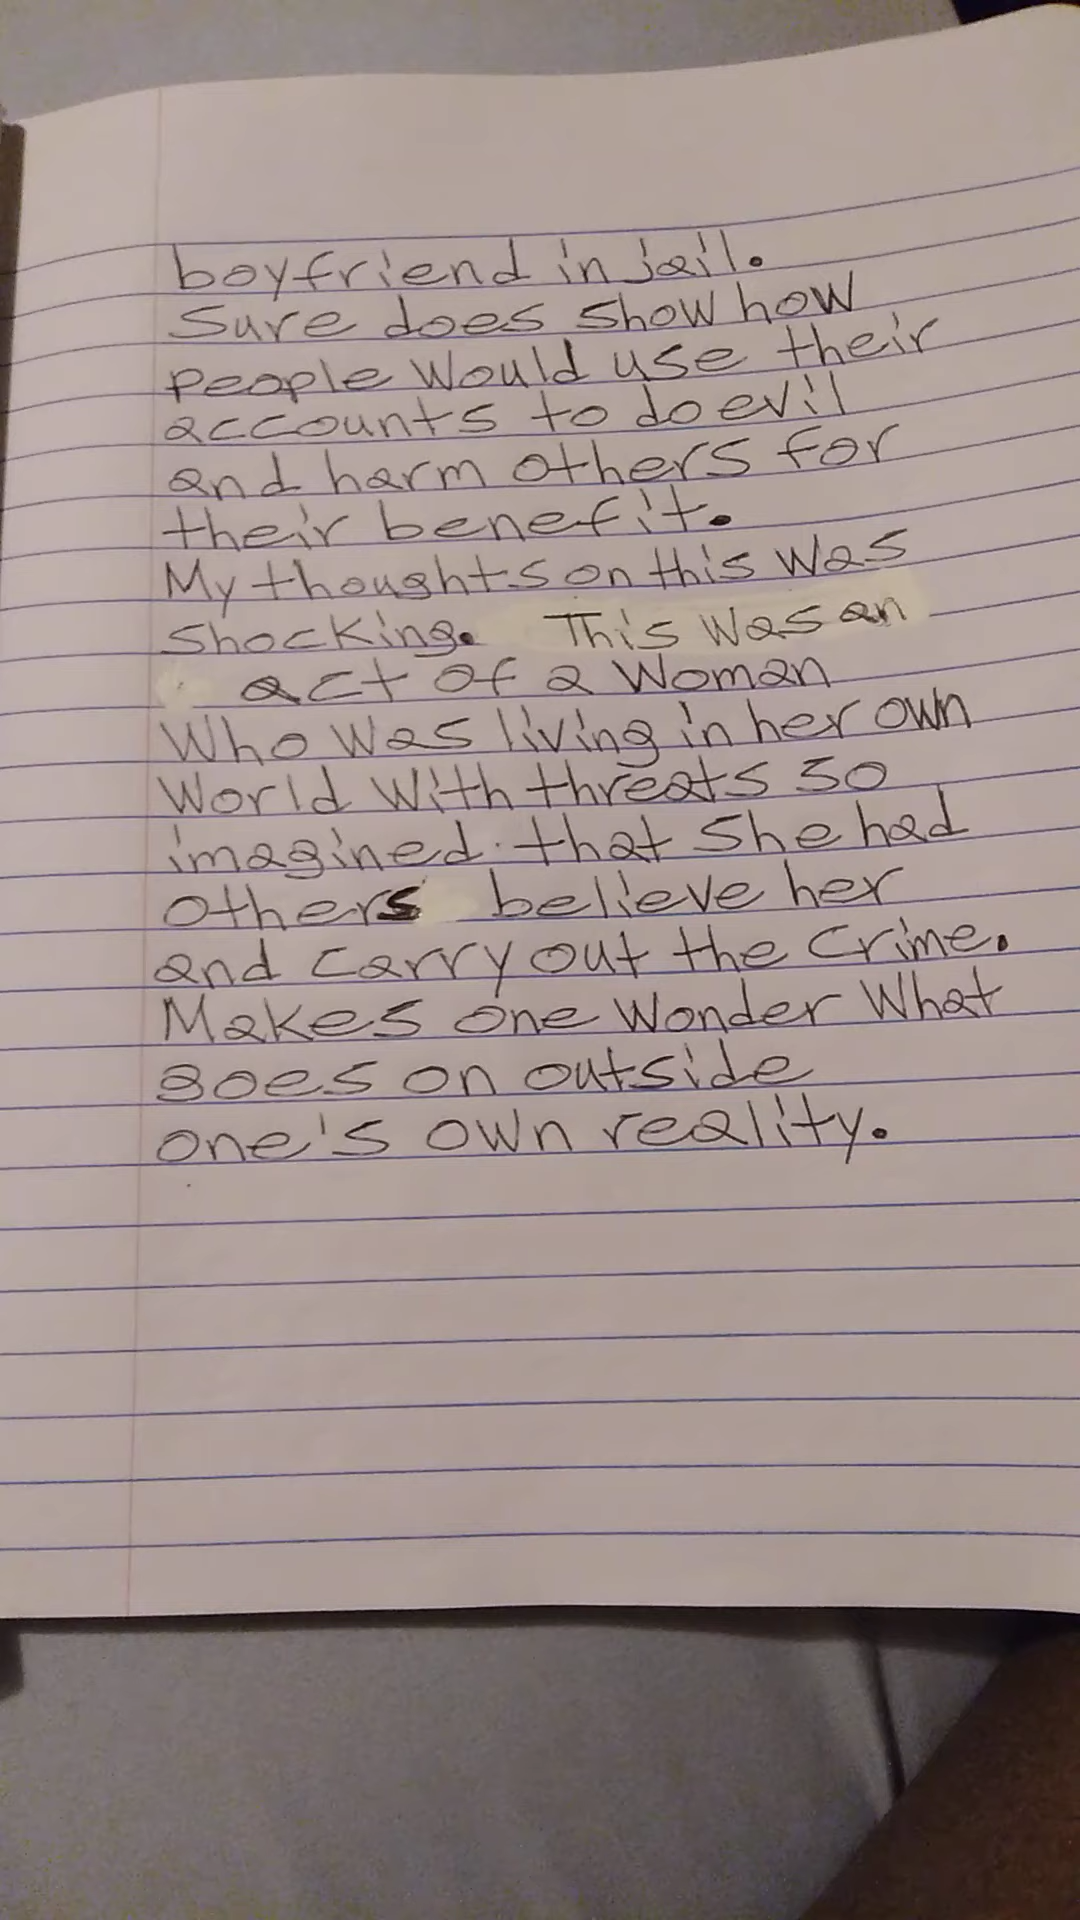 boyfriend in jail.
Sure does show how
people would use their
accounts to do evil
and harm others for
their benefit.
My thoughts on this was
shocking. This was an
act of a woman
who was living in her own
world with threats so
imagined that she had
others believe her
and carry out the crime.
Makes one wonder what
goes on outside
one's own reality.